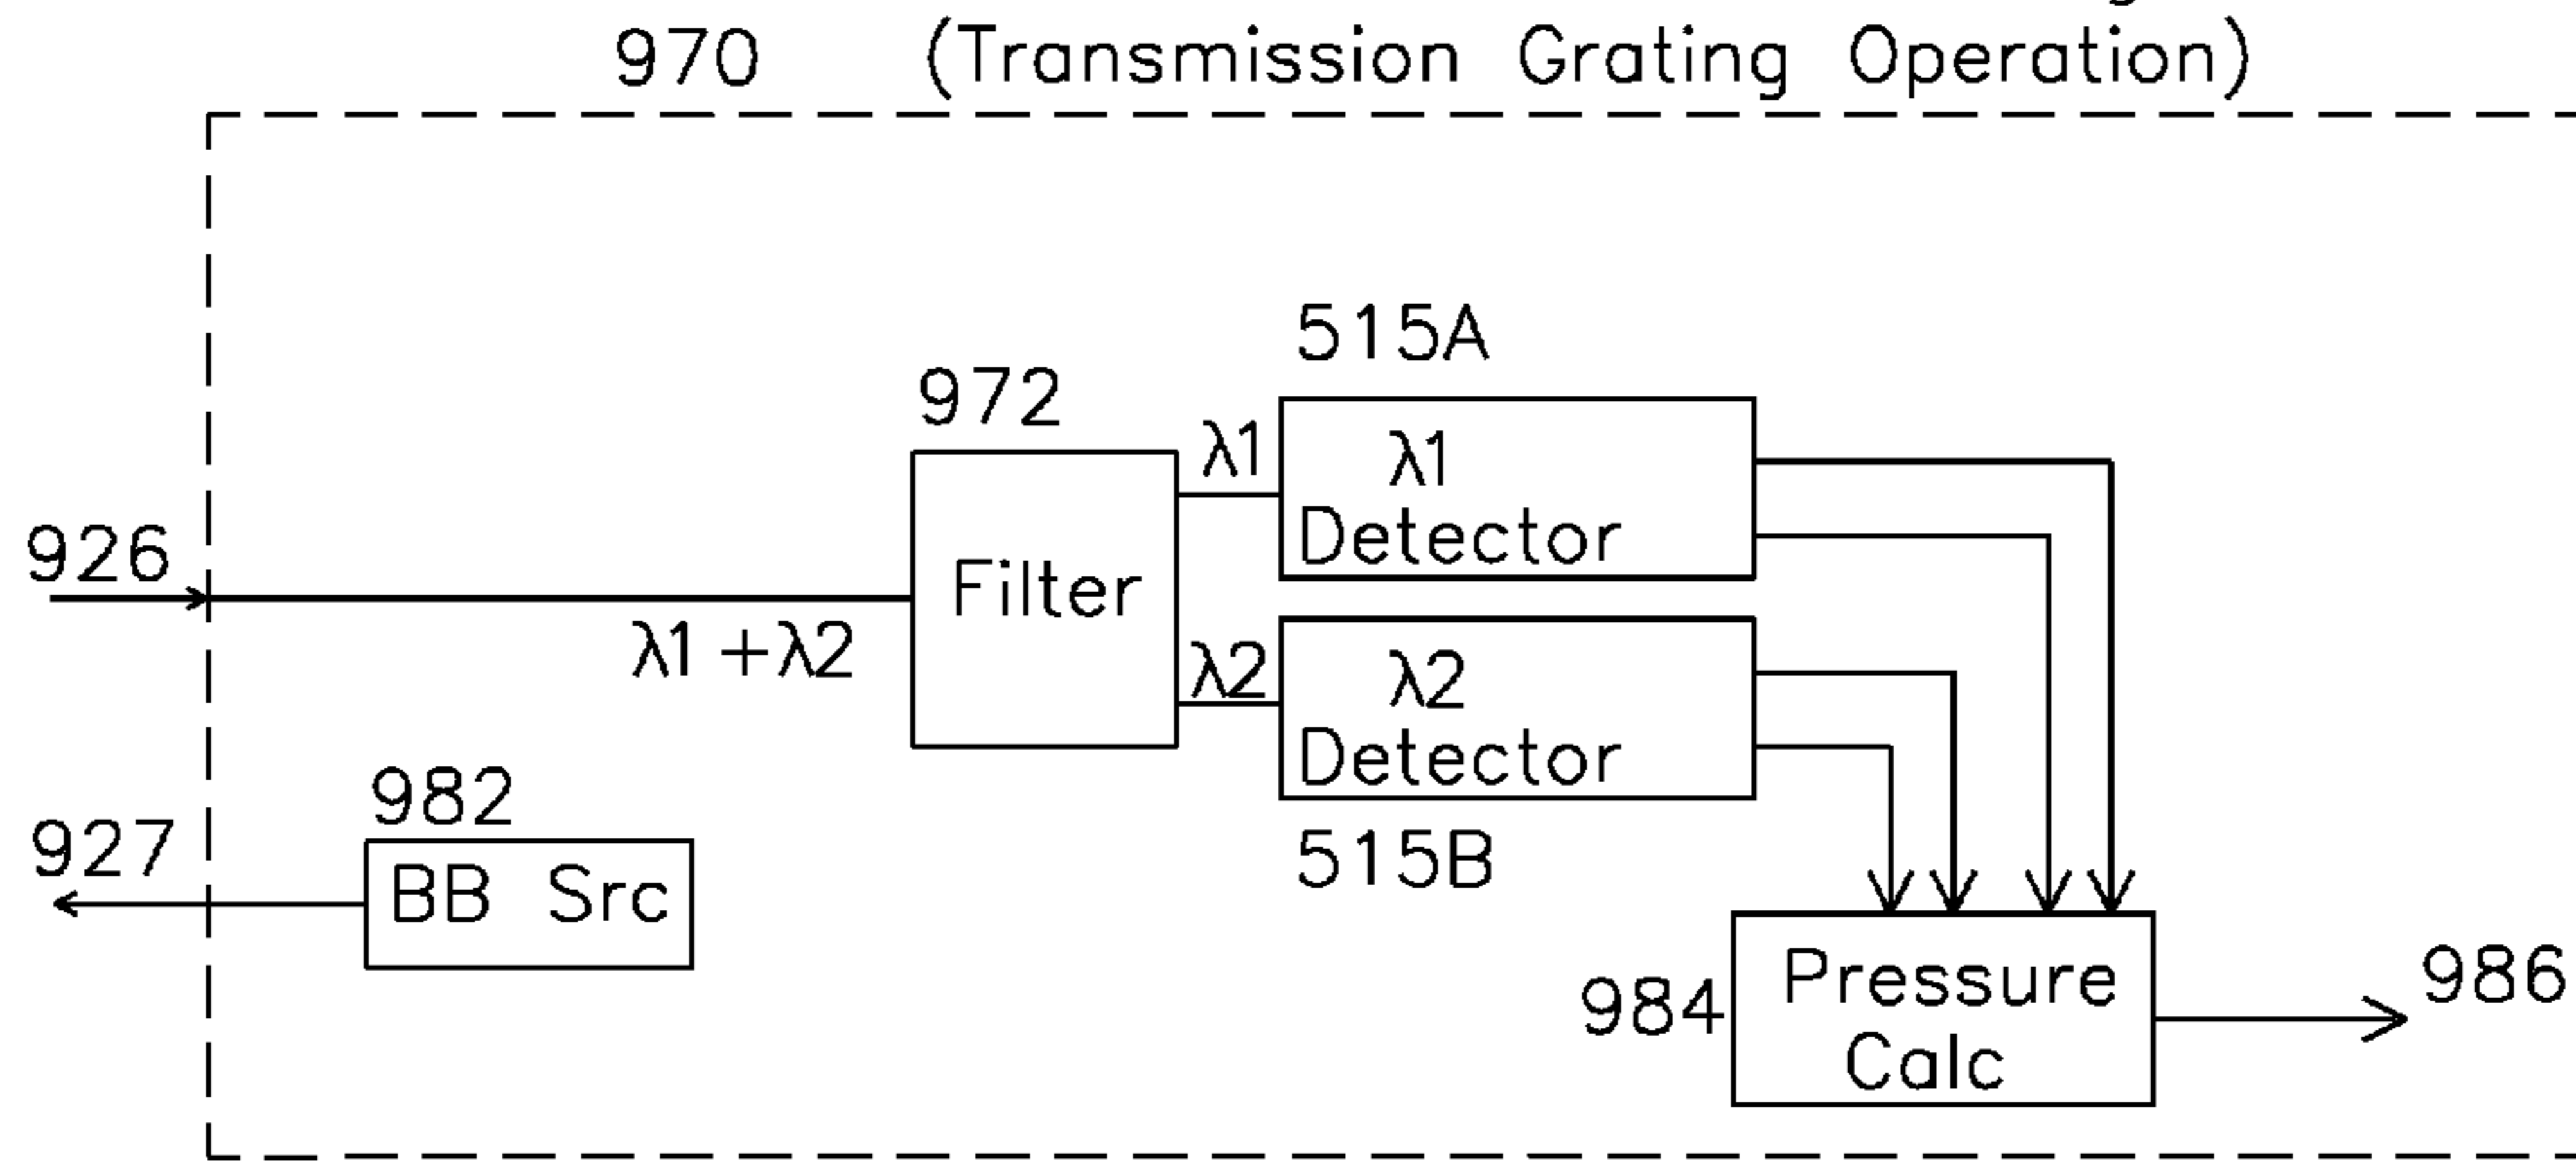 970 (Transmission Grating Operation)
515A
972
λ1
λ1
Detector
926
Filter
λ1+λ2
λ2
λ2
Detector
982
927
BB Src
515B
984
Pressure
Calc
986